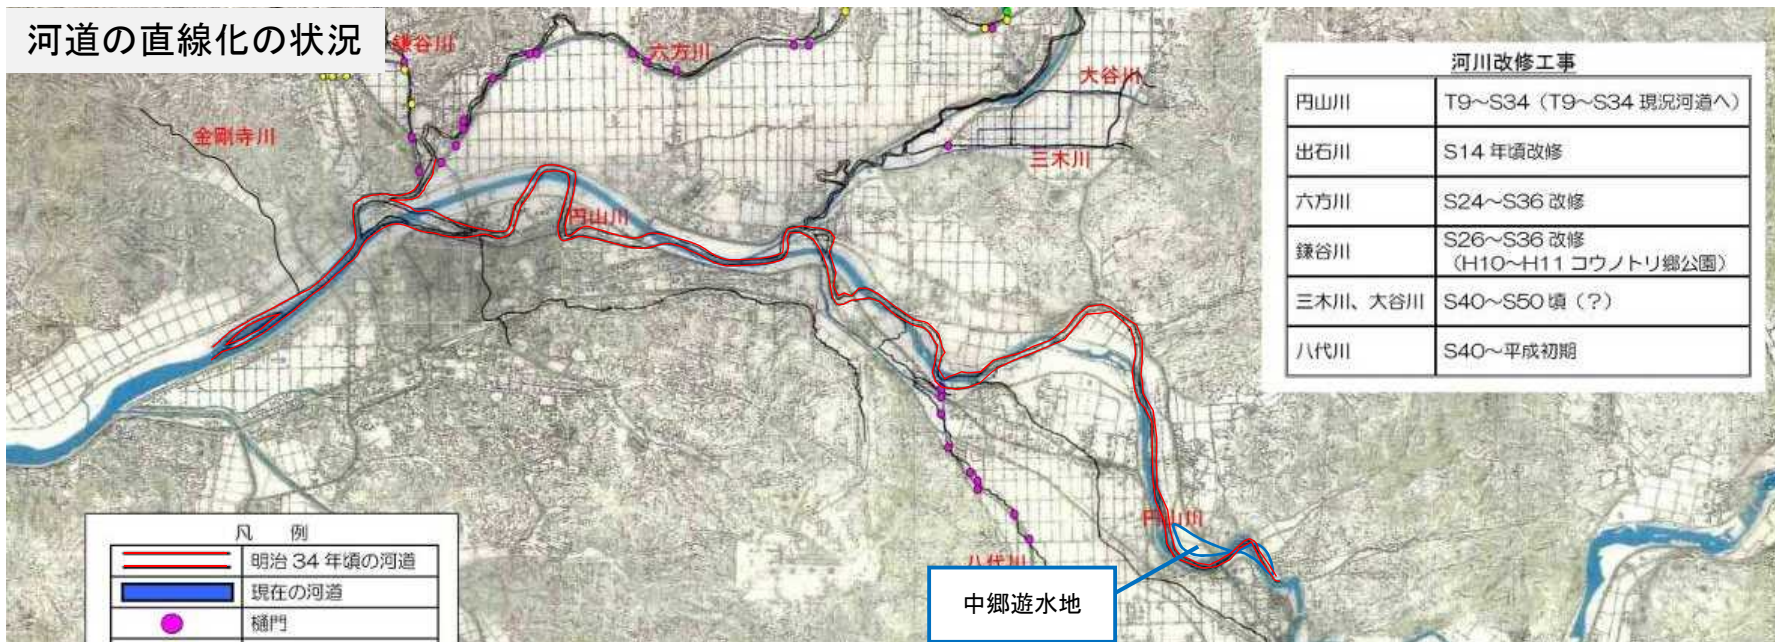 河道の直線化の状況
鎌谷川
六方川
大谷川
金剛寺川
三木川
円山川
円山川
八代川
中郷遊水地
河川改修工事
円山川 T9～S34（T9～S34 現況河道へ）
出石川 S14 年頃改修
六方川 S24～S36 改修
鎌谷川 S26～S36 改修
（H10～H11 コウノトリ郷公園）
三木川、大谷川 S40～S50 頃（？）
八代川 S40～平成初期
凡 例
明治 34 年頃の河道
現在の河道
樋門